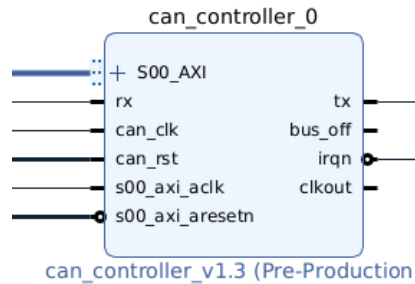 can_controller_0
+ S00_AXI
rx
can_clk
can_rst
s00_axi_aclk
s00_axi_aresetn
tx
bus_off
irqn
clkout
can_controller_v1.3 (Pre-Production